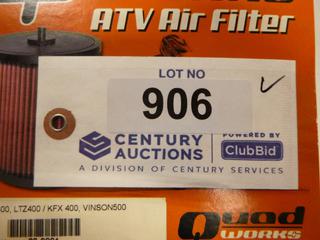 ATV Air Filter
LOT NO
906
CENTURY
AUCTIONS
POWERED BY
ClubBid
A DIVISION OF CENTURY SERVICES
LTZ400 / KFX 400, VINSON500
Quad
WORKS